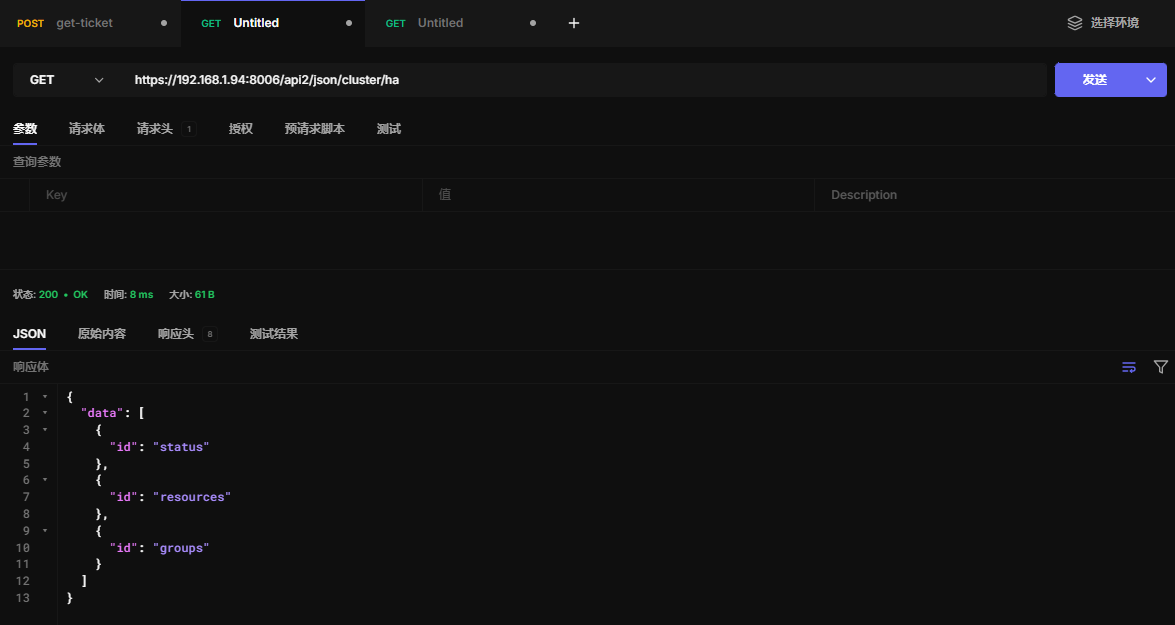 POST get-ticket GET Untitled GET Untitled + 选择环境
GET https://192.168.1.94:8006/api2/json/cluster/ha 发送
参数 请求体 请求头 1 授权 预请求脚本 测试
查询参数
Key 值 Description
状态: 200 • OK 时间: 8 ms 大小: 61 B
JSON 原始内容 响应头 8 测试结果
响应体
1 {
2 "data": [
3 {
4 "id": "status"
5 },
6 {
7 "id": "resources"
8 },
9 {
10 "id": "groups"
11 }
12 ]
13 }